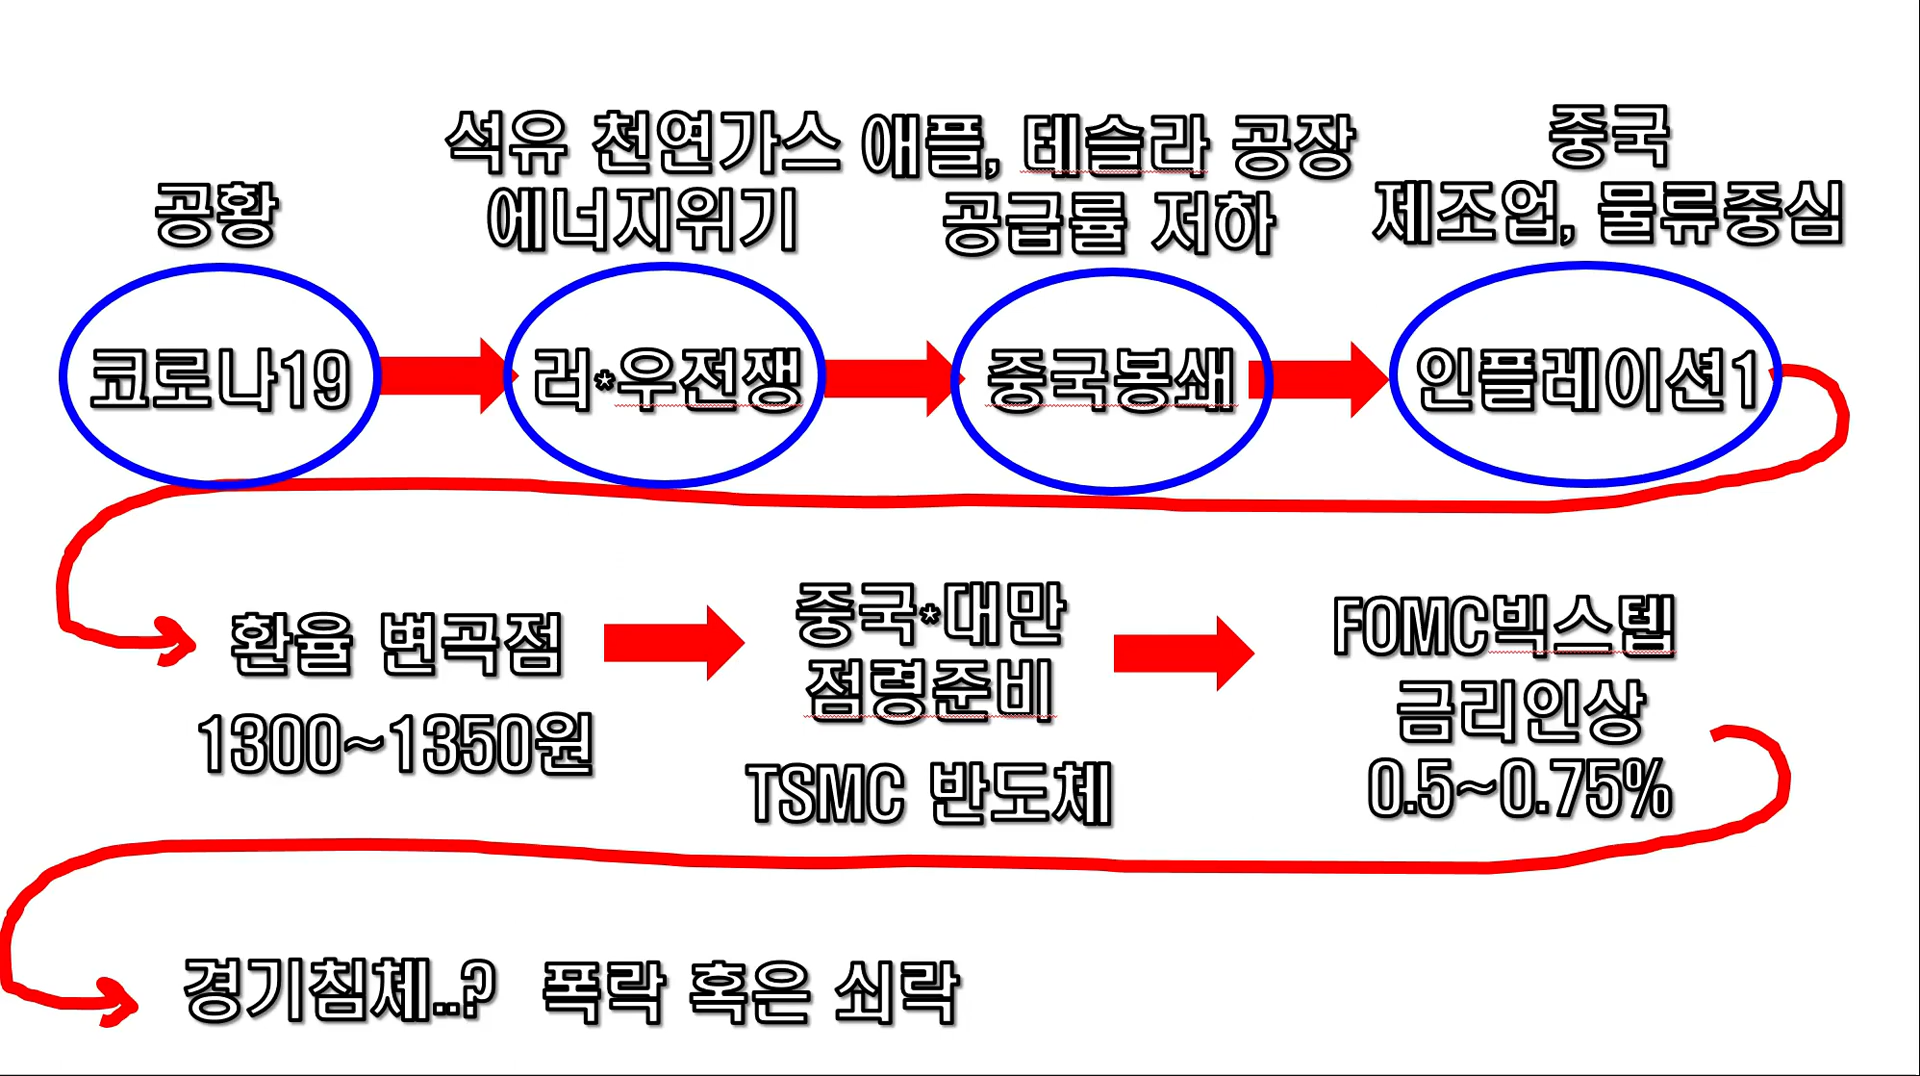 공황
석유 천연가스
에너지위기
애플, 테슬라 공장
공급률 저하
중국
제조업, 물류중심
코로나19
러*우전쟁
중국봉쇄
인플레이션1
환율 변곡점
1300~1350원
중국*대만
점령준비
TSMC 반도체
FOMC빅스텝
금리인상
0.5~0.75%
경기침체..? 폭락 혹은 쇠락